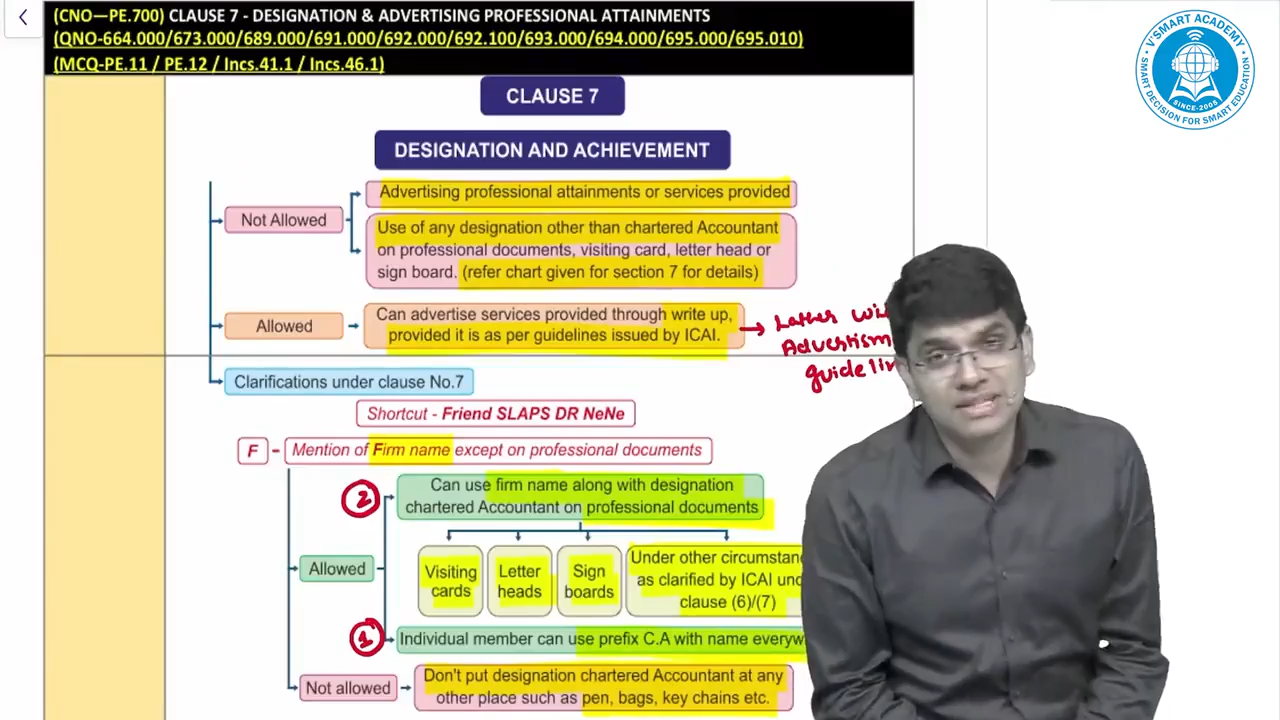 (CNO—PE.700) CLAUSE 7 - DESIGNATION & ADVERTISING PROFESSIONAL ATTAINMENTS
(QNO-664.000/673.000/689.000/691.000/692.000/692.100/693.000/694.000/695.000/695.010)
(MCQ-PE.11 / PE.12 / Incs.41.1 / Incs.46.1)
V'SMART ACADEMY
SINCE-2005
SMART DECISION FOR SMART EDUCATION
CLAUSE 7
DESIGNATION AND ACHIEVEMENT
Not Allowed
Advertising professional attainments or services provided
Use of any designation other than chartered Accountant
on professional documents, visiting card, letter head or
sign board. (refer chart given for section 7 for details)
Allowed
Can advertise services provided through write up,
provided it is as per guidelines issued by ICAI.
Clarifications under clause No.7
Shortcut - Friend SLAPS DR NeNe
F - Mention of Firm name except on professional documents
2
Can use firm name along with designation
chartered Accountant on professional documents
Allowed
Visiting
cards
Letter
heads
Sign
boards
Under other
as clarified by ICAI
clause (6)/(7)
1
Individual member can use prefix C.A with name
Not allowed
Don't put designation chartered Accountant at any
other place such as pen, bags, key chains etc.